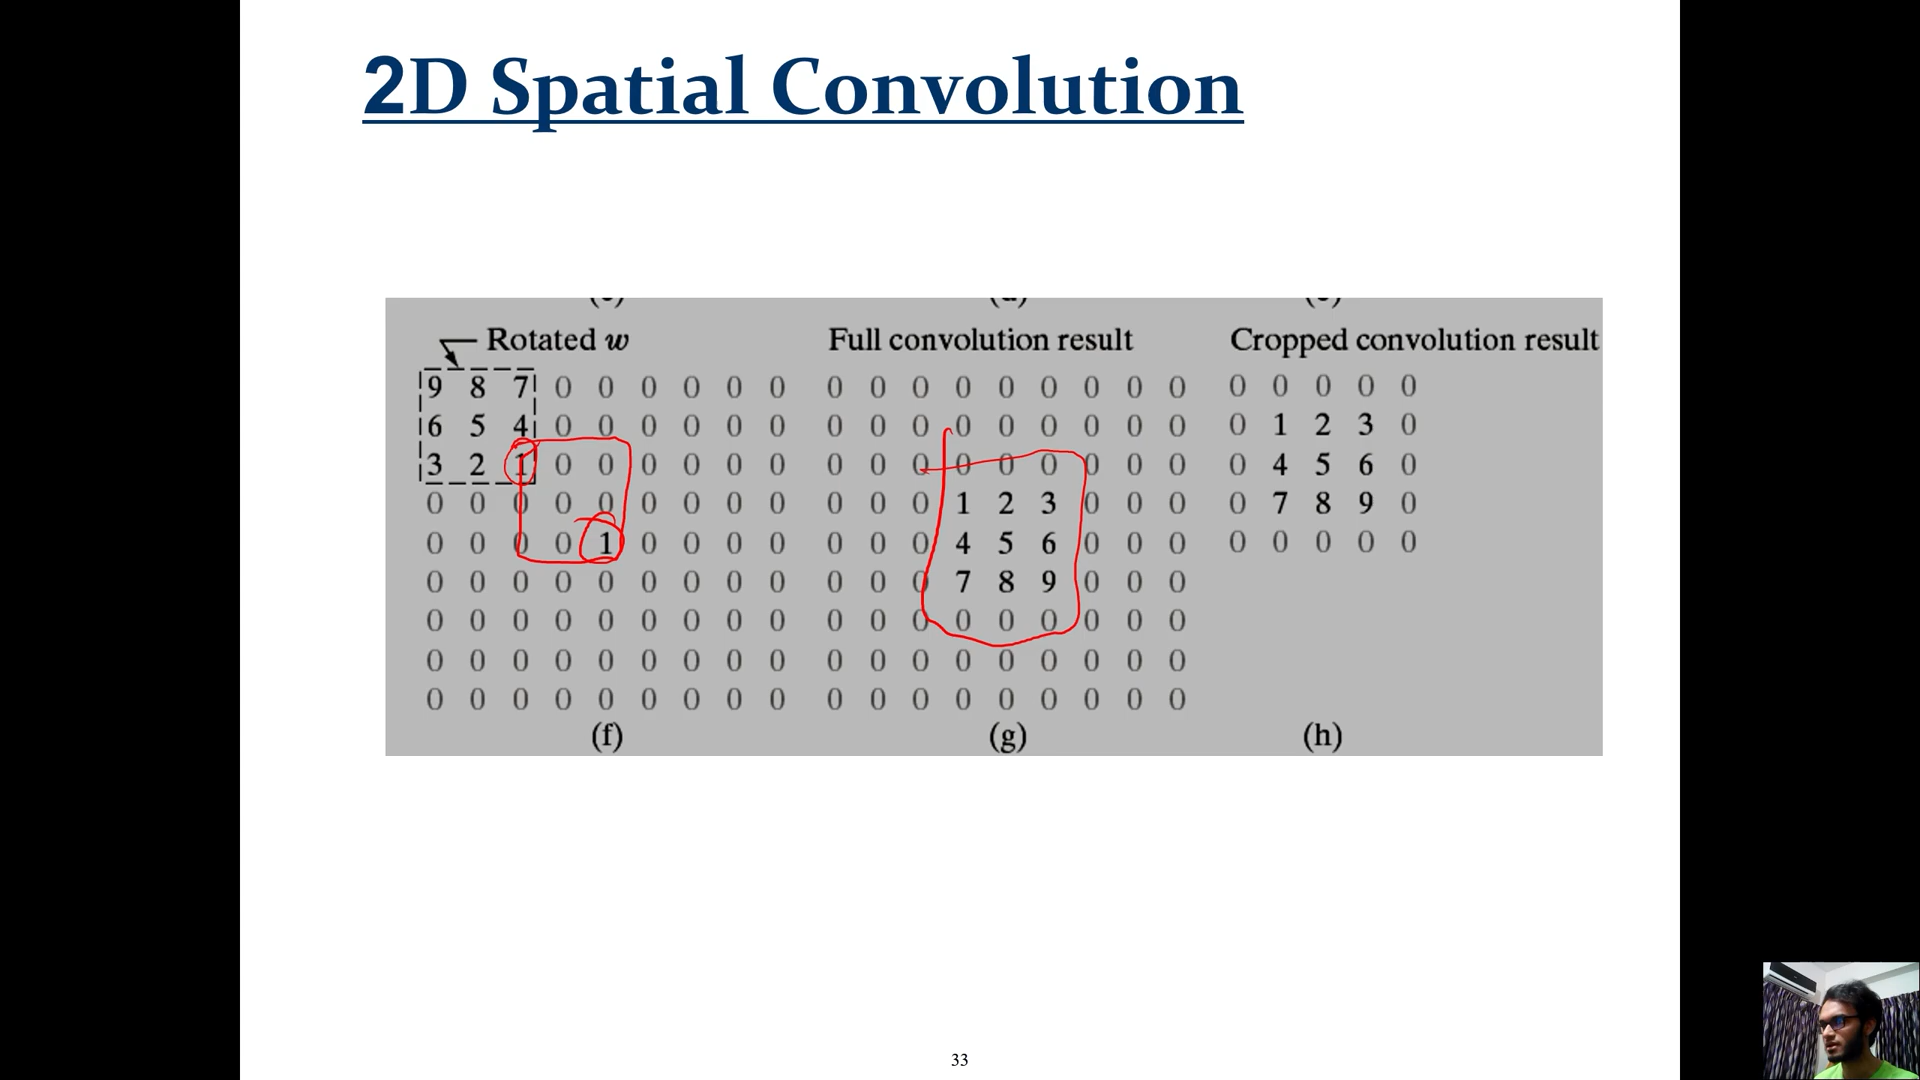 2D Spatial Convolution
Rotated w Full convolution result Cropped convolution result
9 8 7 0 0 0 0 0 0 0 0 0 0 0 0 0 0 0 0 0 0 0 0
6 5 4 0 0 0 0 0 0 0 0 0 0 0 0 0 0 0 0 1 2 3 0
3 2 1 0 0 0 0 0 0 0 0 0 0 0 0 0 0 0 0 4 5 6 0
0 0 0 0 0 0 0 0 0 0 0 0 1 2 3 0 0 0 0 7 8 9 0
0 0 0 0 1 0 0 0 0 0 0 0 4 5 6 0 0 0 0 0 0 0 0
0 0 0 0 0 0 0 0 0 0 0 0 7 8 9 0 0 0
0 0 0 0 0 0 0 0 0 0 0 0 0 0 0 0 0 0
0 0 0 0 0 0 0 0 0 0 0 0 0 0 0 0 0 0
0 0 0 0 0 0 0 0 0 0 0 0 0 0 0 0 0 0
(f) (g) (h)
33